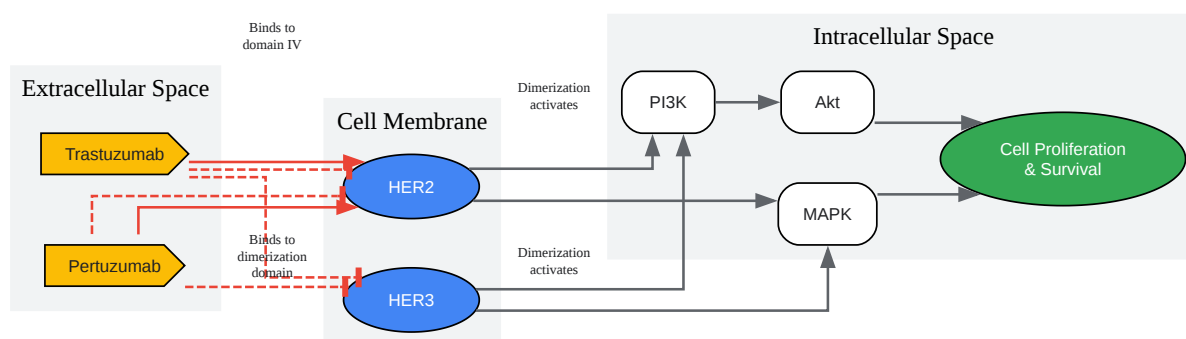 Binds to
domain IV
Intracellular Space
Extracellular Space
Dimerization
activates
PI3K
Akt
Cell Membrane
Trastuzumab
HER2
Cell Proliferation
& Survival
MAPK
Pertuzumab
Binds to
dimerization
domain
Dimerization
activates
HER3